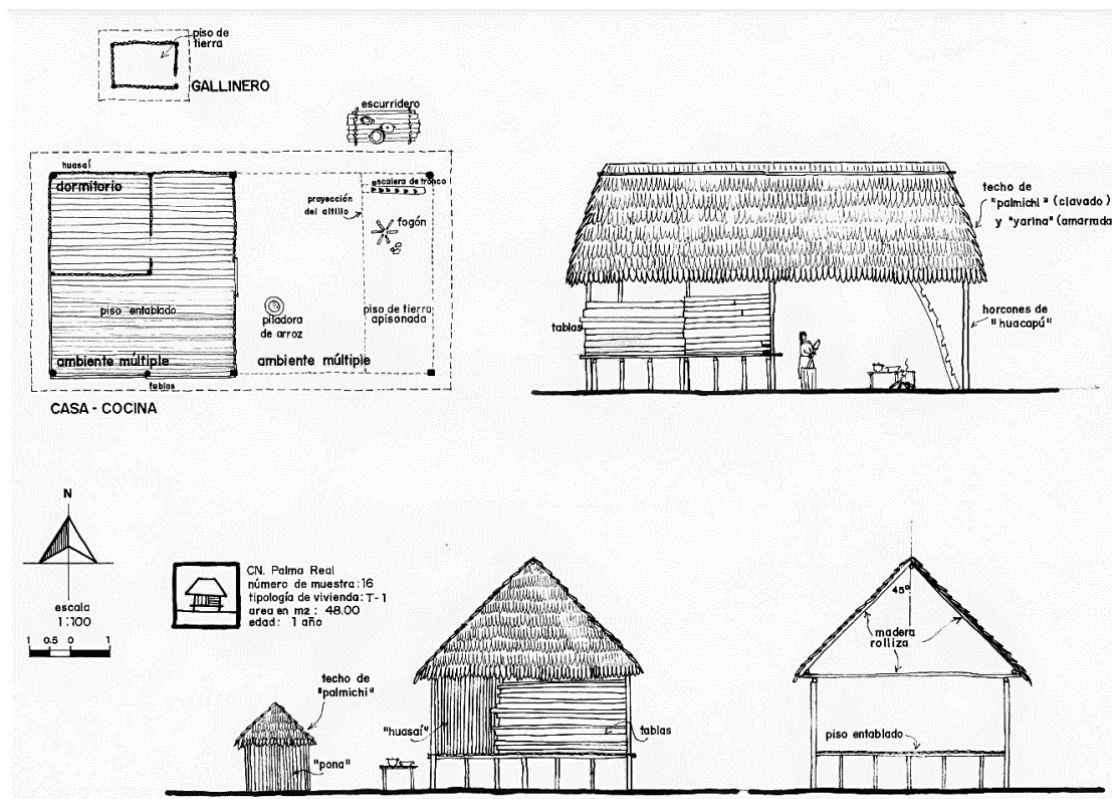 piso de
tierra
GALLINERO
escurridero
huasaí
dormitorio
escalera de tronco
proyección
del altillo
fogón
piso entablado
piladora
de arroz
piso de tierra
apisonada
ambiente múltiple
ambiente múltiple
tablas
CASA - COCINA
techo de
"palmichi" (clavado)
y "yarina" (amarrada
tablas
horcones de
"huacapú"
N
escala
1:100
1 0.5 0 1
CN. Palma Real
número de muestra: 16
tipología de vivienda: T-1
area en m2 : 48.00
edad: 1 año
techo de
"palmichi"
"pona"
"huasaí"
tablas
45º
madera
rolliza
piso entablado